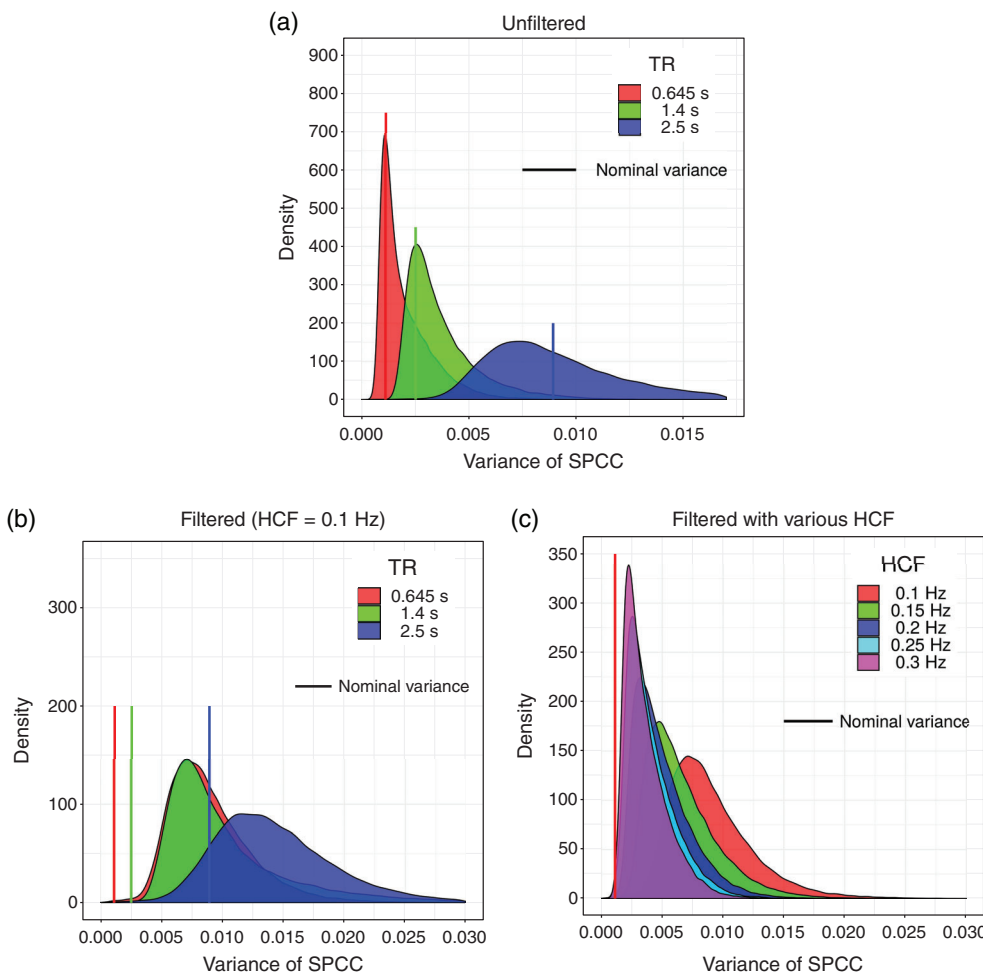 (a)
Unfiltered
900
800
700
600
500
400
300
200
100
0
Density
TR
0.645 s
1.4 s
2.5 s
Nominal variance
0.000 0.005 0.010 0.015
Variance of SPCC
(b)
Filtered (HCF = 0.1 Hz)
300
200
100
0
Density
TR
0.645 s
1.4 s
2.5 s
Nominal variance
0.000 0.005 0.010 0.015 0.020 0.025 0.030
Variance of SPCC
(c)
Filtered with various HCF
350
300
250
200
150
100
50
0
Density
HCF
0.1 Hz
0.15 Hz
0.2 Hz
0.25 Hz
0.3 Hz
Nominal variance
0.000 0.005 0.010 0.015 0.020 0.025 0.030
Variance of SPCC